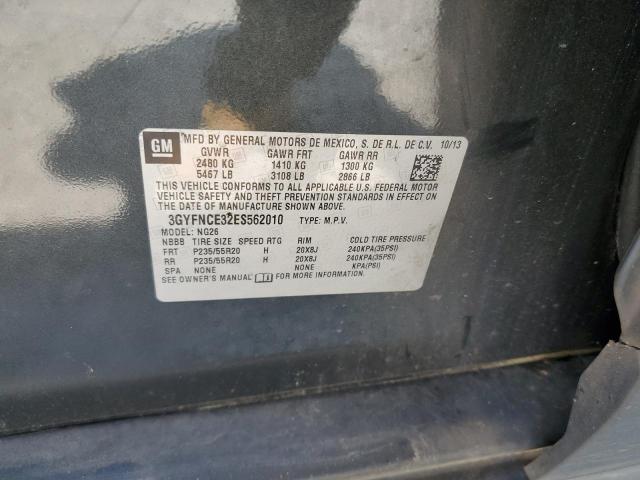 GM
MFD BY GENERAL MOTORS DE MEXICO, S. DE R.L. DE C.V. 10/13
GVWR GAWR FRT GAWR RR
2480 KG 1410 KG 1300 KG
5467 LB 3108 LB 2866 LB
THIS VEHICLE CONFORMS TO ALL APPLICABLE U.S. FEDERAL MOTOR
VEHICLE SAFETY AND THEFT PREVENTION STANDARDS IN EFFECT ON
THE DATE OF MANUFACTURE SHOWN ABOVE.
3GYFNCE32ES562010 TYPE: M.P.V.
MODEL: NG26
NBBB TIRE SIZE SPEED RTG RIM COLD TIRE PRESSURE
FRT P235/55R20 H 20X8J 240KPA(35PSI)
RR P235/55R20 H 20X8J 240KPA(35PSI)
SPA NONE NONE KPA(PSI)
SEE OWNER'S MANUAL FOR MORE INFORMATION.